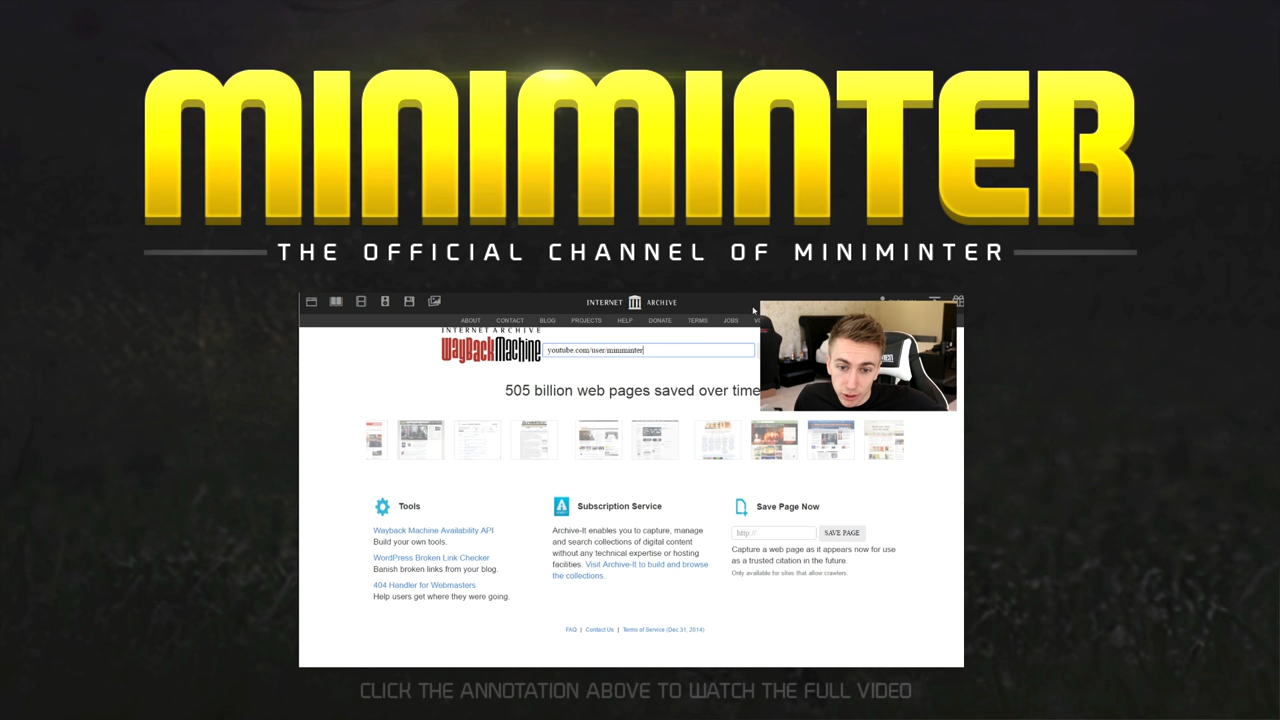 MINIMINTER
THE OFFICIAL CHANNEL OF MINIMINTER
INTERNET ARCHIVE
ABOUT CONTACT BLOG PROJECTS HELP DONATE TERMS JOBS
INTERNET ARCHIVE
WayBackMachine youtube.com/user/miniminter
505 billion web pages saved over time
Tools
Wayback Machine Availability API
Build your own tools.
WordPress Broken Link Checker
Banish broken links from your blog.
404 Handler for Webmasters
Help users get where they were going.
Subscription Service
Archive-It enables you to capture, manage
and search collections of digital content
without any technical expertise or hosting
facilities. Visit Archive-It to build and browse
the collections.
Save Page Now
http:// SAVE PAGE
Capture a web page as it appears now for use
as a trusted citation in the future.
Only available for sites that allow crawlers.
FAQ | Contact Us | Terms of Service (Dec 31, 2014)
CLICK THE ANNOTATION ABOVE TO WATCH THE FULL VIDEO